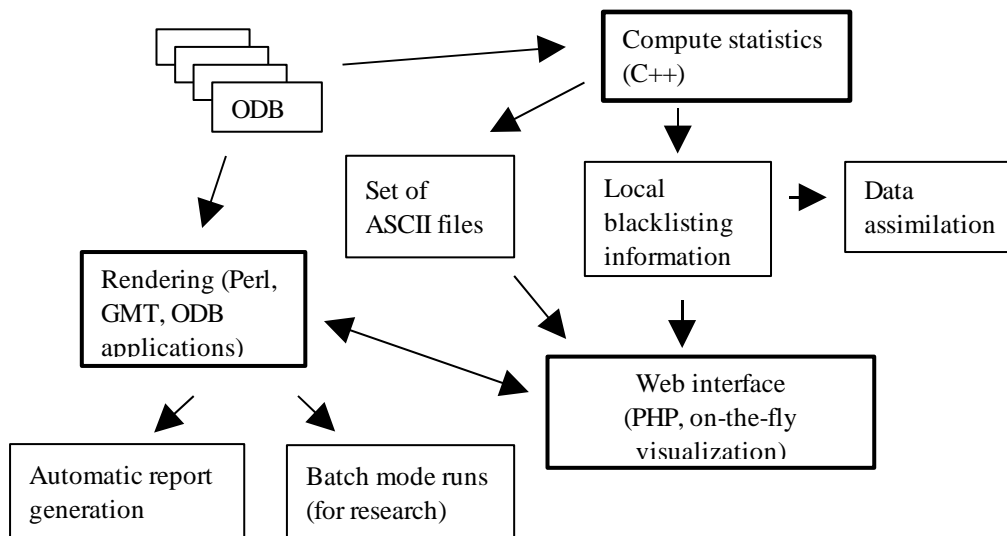 Compute statistics
(C++)
ODB
Set of
ASCII files
Local
blacklisting
information
Data
assimilation
Rendering (Perl,
GMT, ODB
applications)
Web interface
(PHP, on-the-fly
visualization)
Automatic report
generation
Batch mode runs
(for research)